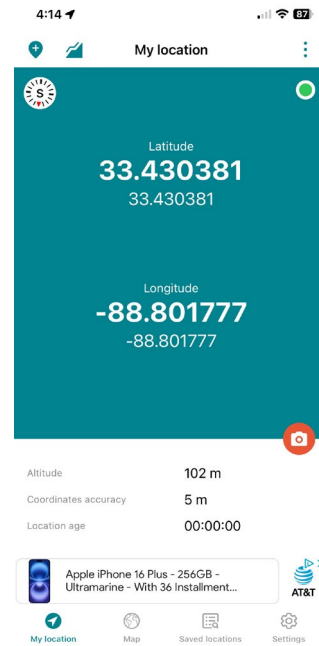 4:14
87
My location
S
Latitude
33.430381
33.430381
Longitude
-88.801777
-88.801777
Altitude 102 m
Coordinates accuracy 5 m
Location age 00:00:00
Apple iPhone 16 Plus - 256GB -
Ultramarine - With 36 Installment...
AT&T
My location Map Saved locations Settings